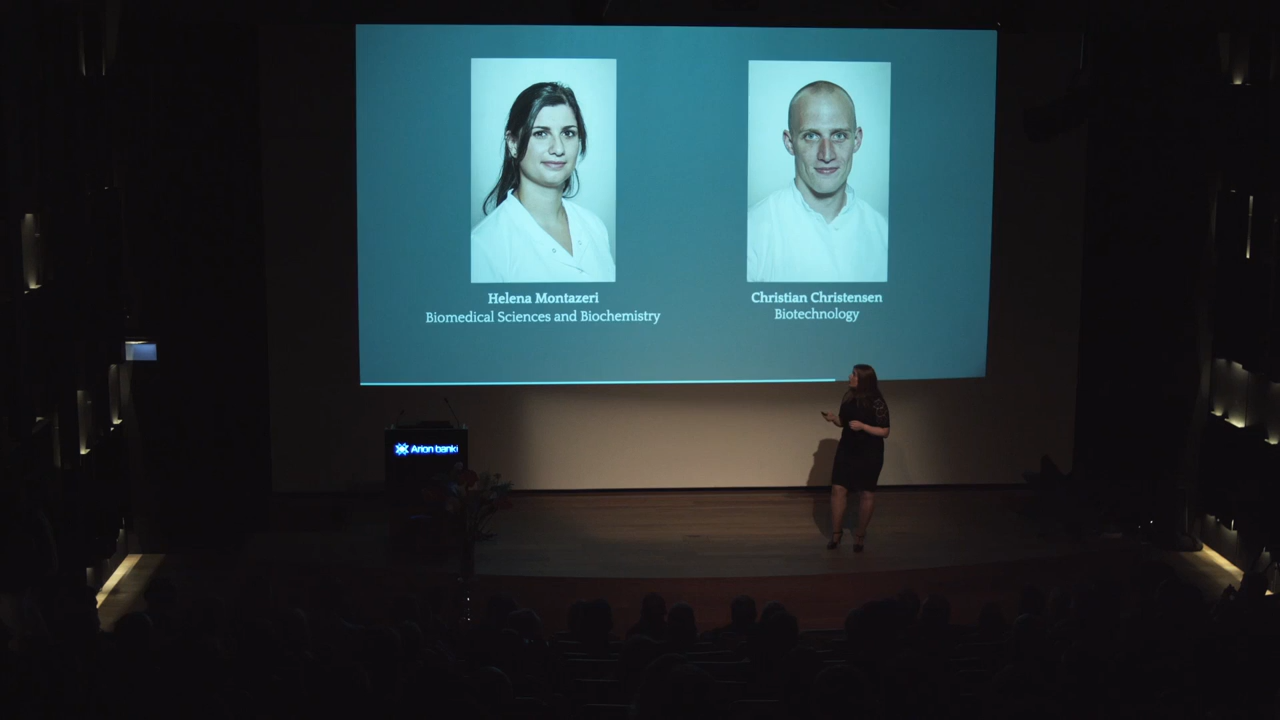 Helena Montazeri
Biomedical Sciences and Biochemistry
Christian Christensen
Biotechnology
Arion banki